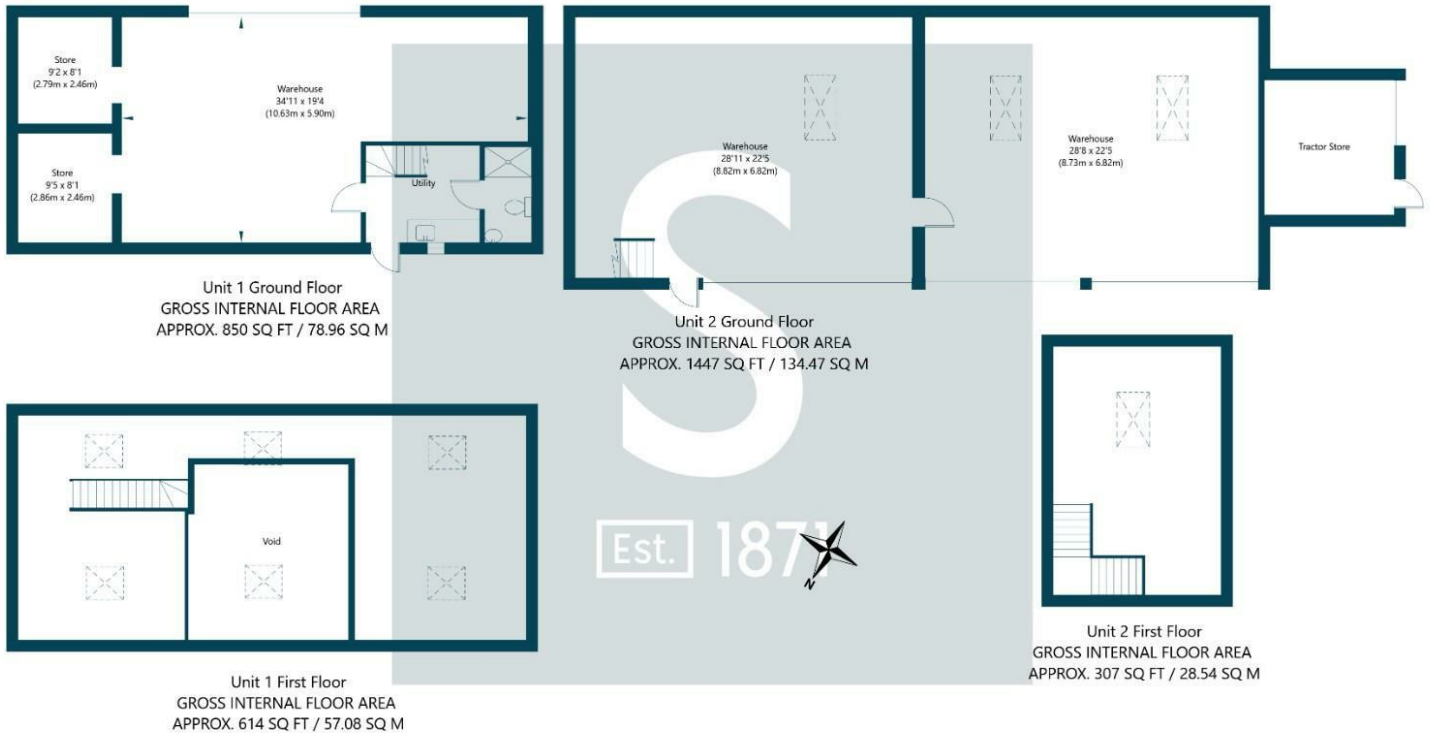 Store
9'2 x 8'1
(2.79m x 2.46m)
Warehouse
34'11 x 19'4
(10.63m x 5.90m)
Store
9'5 x 8'1
(2.86m x 2.46m)
Utility
Unit 1 Ground Floor
GROSS INTERNAL FLOOR AREA
APPROX. 850 SQ FT / 78.96 SQ M
Warehouse
28'11 x 22'5
(8.82m x 6.82m)
Warehouse
28'8 x 22'5
(8.73m x 6.82m)
Tractor Store
Unit 2 Ground Floor
GROSS INTERNAL FLOOR AREA
APPROX. 1447 SQ FT / 134.47 SQ M
S
Est. 1871
N
Void
Unit 1 First Floor
GROSS INTERNAL FLOOR AREA
APPROX. 614 SQ FT / 57.08 SQ M
Unit 2 First Floor
GROSS INTERNAL FLOOR AREA
APPROX. 307 SQ FT / 28.54 SQ M